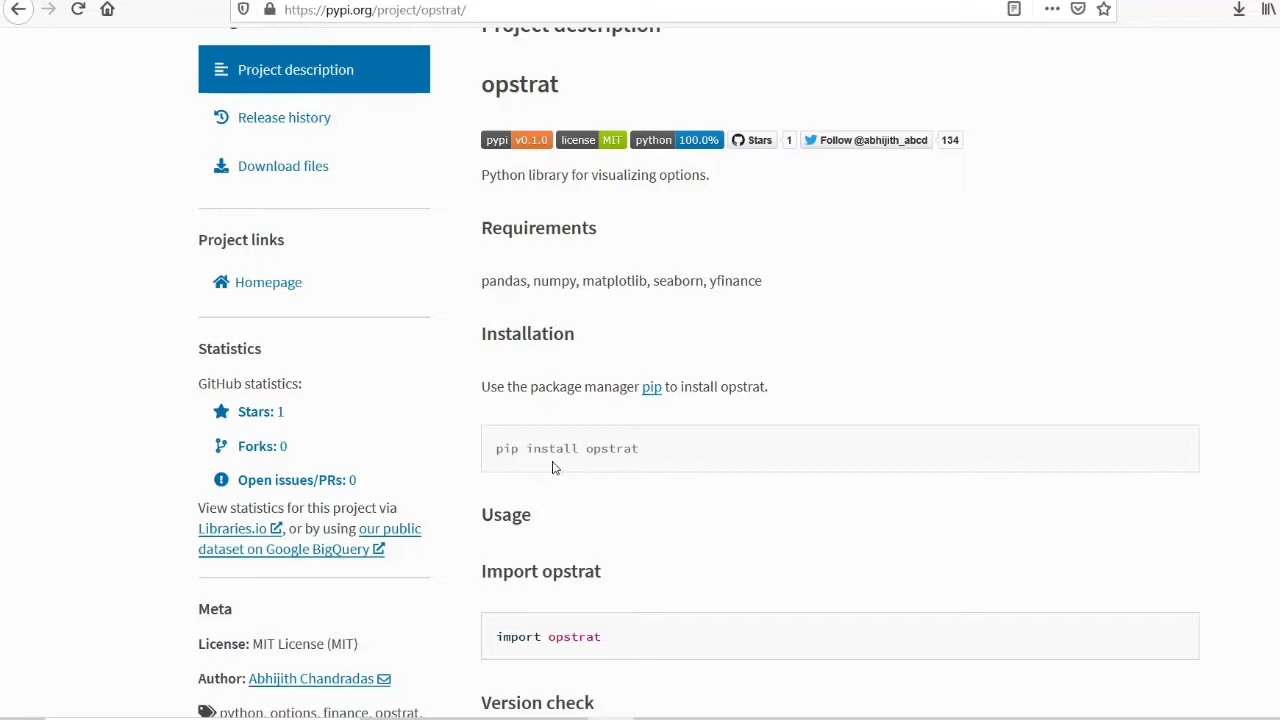 https://pypi.org/project/opstrat/
Project description
Project description
Release history
Download files
Project links
Homepage
Statistics
GitHub statistics:
Stars: 1
Forks: 0
Open issues/PRs: 0
View statistics for this project via
Libraries.io, or by using our public
dataset on Google BigQuery
Meta
License: MIT License (MIT)
Author: Abhijith Chandradas
python, options, finance, opstrat,
opstrat
pypi v0.1.0 license MIT python 100.0% Stars 1 Follow @abhijith_abcd 134
Python library for visualizing options.
Requirements
pandas, numpy, matplotlib, seaborn, yfinance
Installation
Use the package manager pip to install opstrat.
pip install opstrat
Usage
Import opstrat
import opstrat
Version check